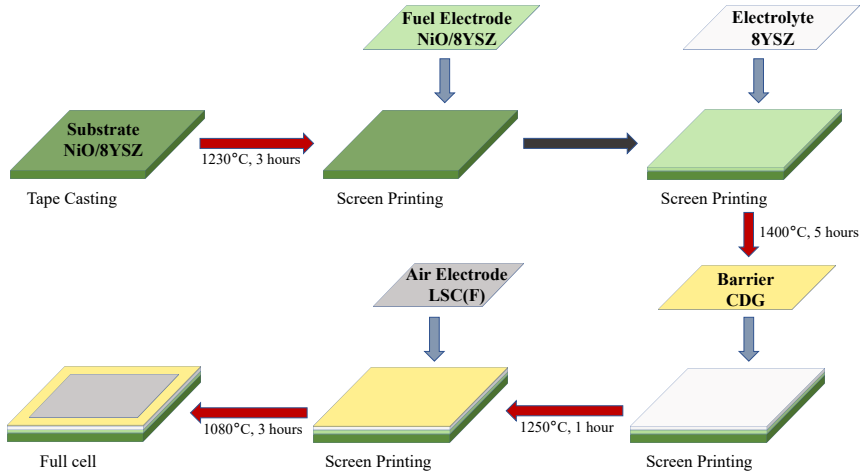 Fuel Electrode
NiO/8YSZ
Electrolyte
8YSZ
Substrate
NiO/8YSZ
1230°C, 3 hours
Tape Casting
Screen Printing
Screen Printing
1400°C, 5 hours
Air Electrode
LSC(F)
Barrier
CDG
1080°C, 3 hours
1250°C, 1 hour
Full cell
Screen Printing
Screen Printing